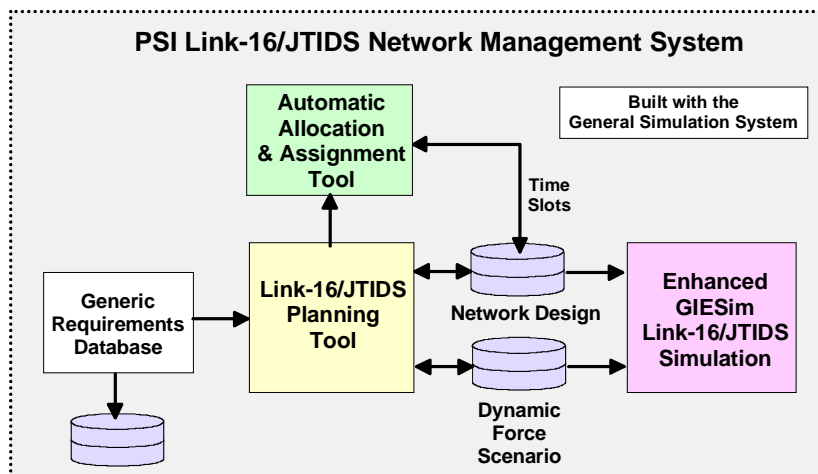 PSI Link-16/JTIDS Network Management System
Automatic
Allocation
& Assignment
Tool
Built with the
General Simulation System
Time
Slots
Generic
Requirements
Database
Link-16/JTIDS
Planning
Tool
Network Design
Enhanced
GIESim
Link-16/JTIDS
Simulation
Dynamic
Force
Scenario